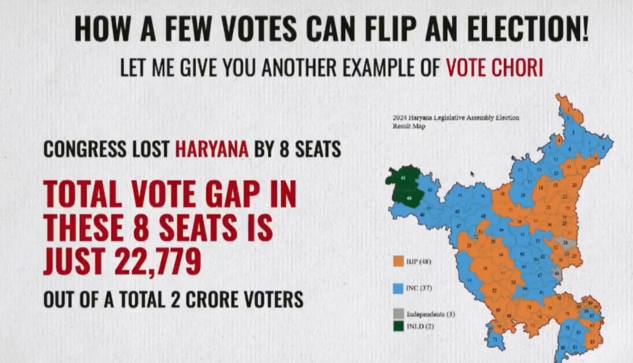 HOW A FEW VOTES CAN FLIP AN ELECTION!
LET ME GIVE YOU ANOTHER EXAMPLE OF VOTE CHORI
2024 Haryana Legislative Assembly Election
Result Map
CONGRESS LOST HARYANA BY 8 SEATS
TOTAL VOTE GAP IN
THESE 8 SEATS IS
JUST 22,779
OUT OF A TOTAL 2 CRORE VOTERS
BJP (48)
INC (37)
Independents (3)
INLD (2)